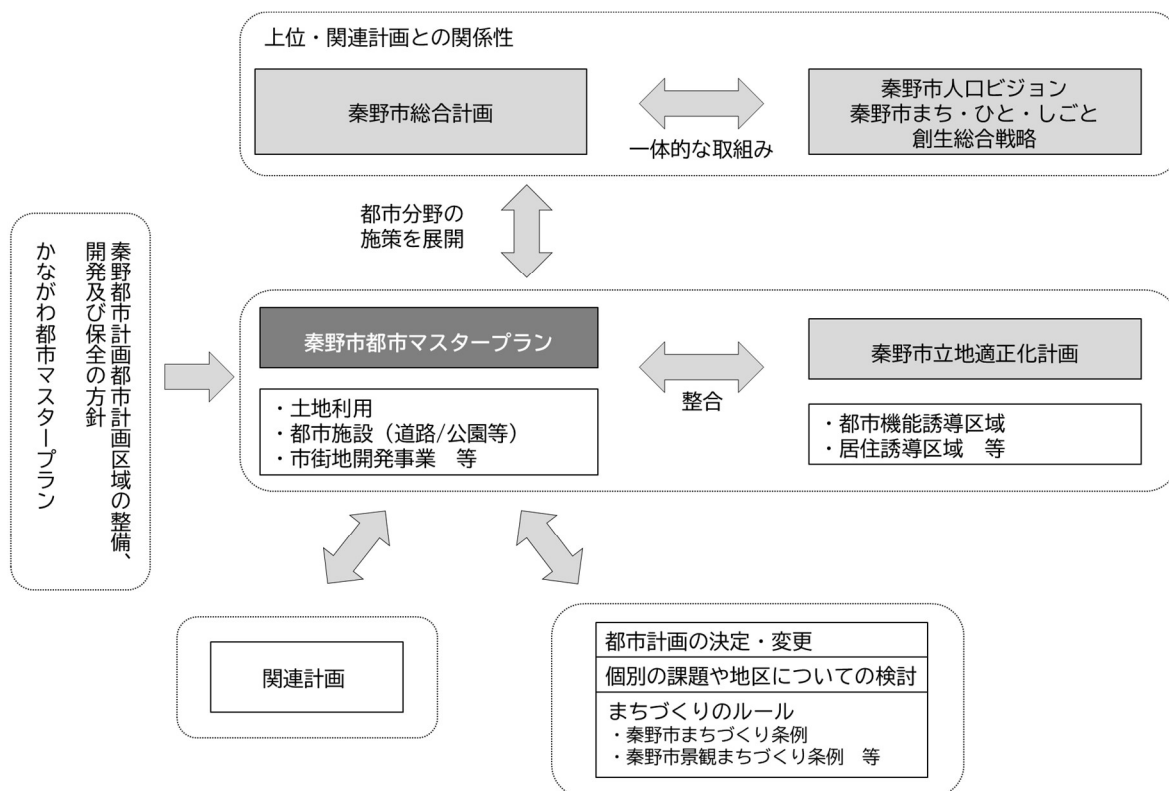 上位・関連計画との関係性
秦野市総合計画
一体的な取組み
秦野市人口ビジョン
秦野市まち・ひと・しごと
創生総合戦略
都市分野の
施策を展開
秦野都市計画都市計画区域の整備、
開発及び保全の方針
かながわ都市マスタープラン
秦野市都市マスタープラン
・土地利用
・都市施設（道路/公園等）
・市街地開発事業　等
整合
秦野市立地適正化計画
・都市機能誘導区域
・居住誘導区域　等
関連計画
都市計画の決定・変更
個別の課題や地区についての検討
まちづくりのルール
・秦野市まちづくり条例
・秦野市景観まちづくり条例　等